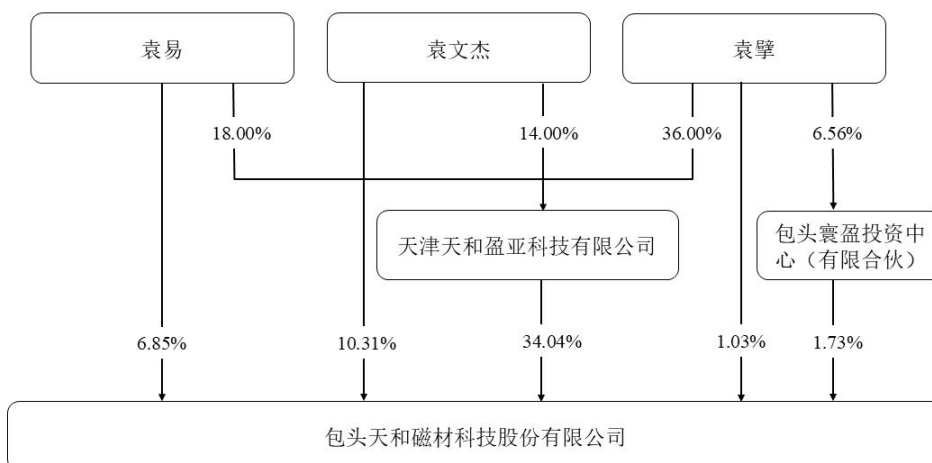 袁易
袁文杰
袁擘
18.00%
14.00%
36.00%
6.56%
天津天和盈亚科技有限公司
包头寰盈投资中
心（有限合伙）
6.85%
10.31%
34.04%
1.03%
1.73%
包头天和磁材科技股份有限公司